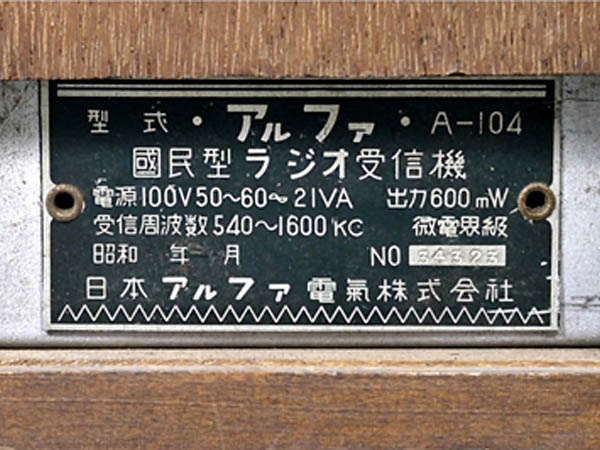 型式・アルファ・A-104
國民型ラジオ受信機
電源100V50～60～21VA 出力600mW
受信周波数540～1600KC 微電界級
昭和 年 月 NO 34323
日本アルファ電氣株式会社